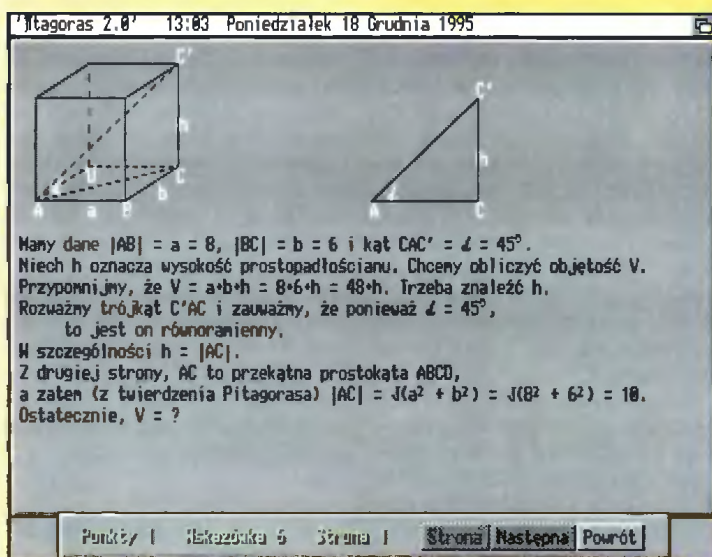 'Pitagoras 2.0' 13:03 Poniedziałek 18 Grudnia 1995
C'
h
D
C
A a B b
C'
h
A C
Mamy dane |AB| = a = 8, |BC| = b = 6 i kąt CAC' = ∡ = 45°.
Niech h oznacza wysokość prostopadłościanu. Chcemy obliczyć objętość V.
Przypomnijmy, że V = a*b*h = 8*6*h = 48*h. Trzeba znaleźć h.
Rozważmy trójkąt C'AC i zauważmy, że ponieważ ∡ = 45°,
to jest on równoramienny.
W szczególności h = |AC|.
Z drugiej strony, AC to przekątna prostokąta ABCD,
a zatem (z twierdzenia Pitagorasa) |AC| = √(a² + b²) = √(8² + 6²) = 10.
Ostatecznie, V = ?
Punkty 1 Wskazówka 6 Strona 1 Strona Następna Powrót